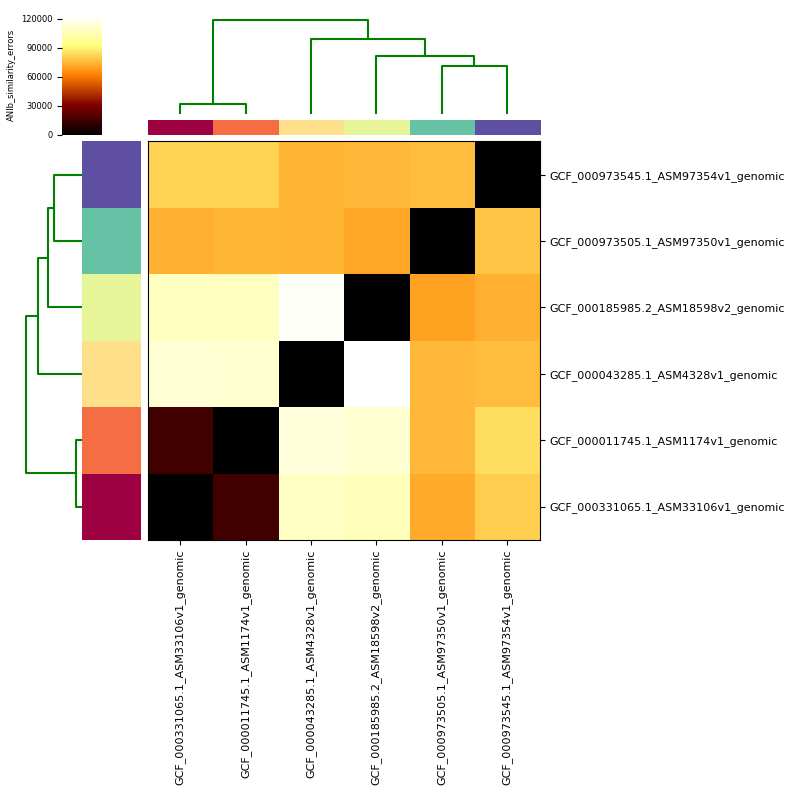 120000
90000
60000
30000
0
ANIb_similarity_errors
GCF_000973545.1_ASM97354v1_genomic
GCF_000973505.1_ASM97350v1_genomic
GCF_000185985.2_ASM18598v2_genomic
GCF_000043285.1_ASM4328v1_genomic
GCF_000011745.1_ASM1174v1_genomic
GCF_000331065.1_ASM33106v1_genomic
GCF_000331065.1_ASM33106v1_genomic
GCF_000011745.1_ASM1174v1_genomic
GCF_000043285.1_ASM4328v1_genomic
GCF_000185985.2_ASM18598v2_genomic
GCF_000973505.1_ASM97350v1_genomic
GCF_000973545.1_ASM97354v1_genomic